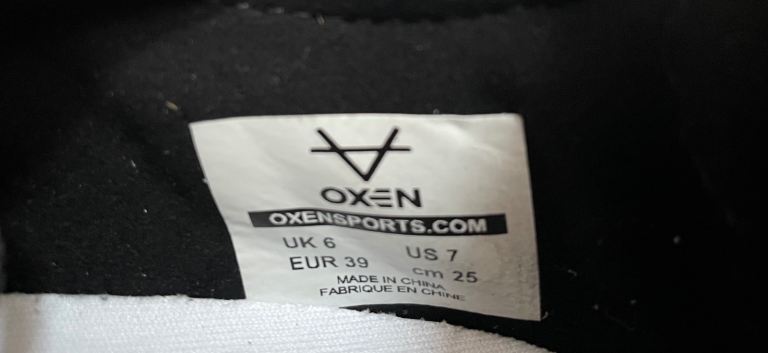 OXEN
OXENSPORTS.COM
UK 6 US 7
EUR 39 cm 25
MADE IN CHINA
FABRIQUE EN CHINE